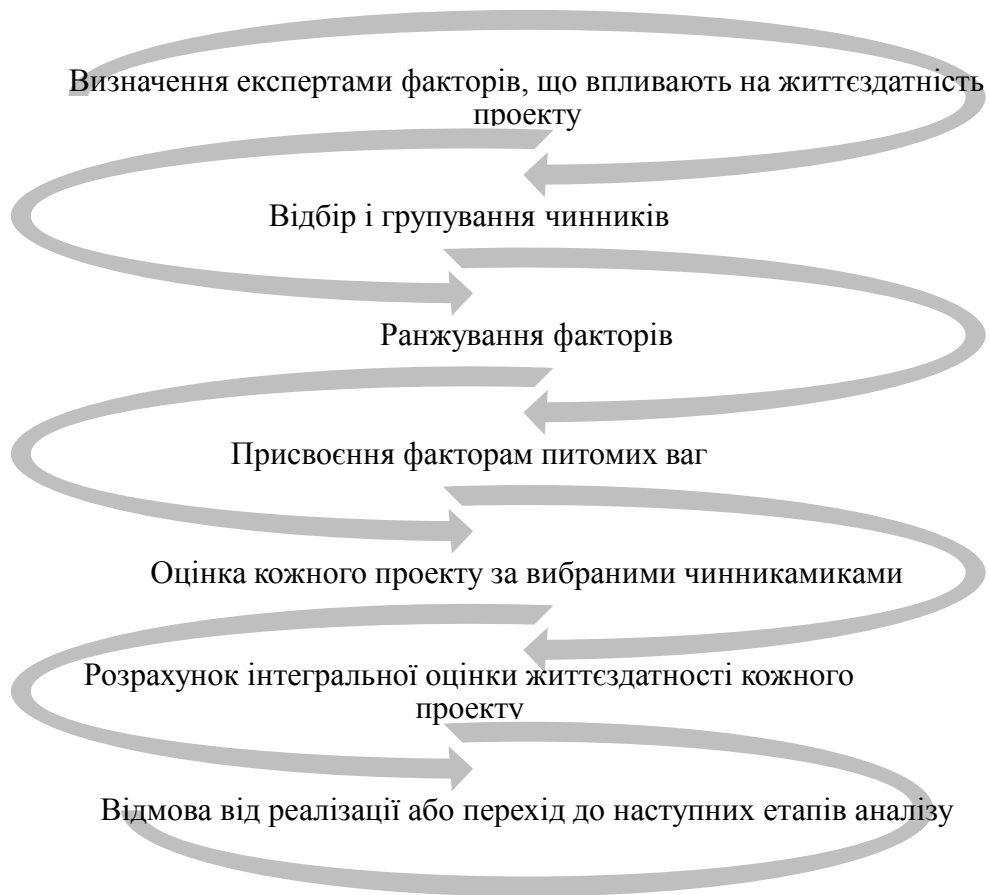 Визначення експертами факторів, що впливають на життєздатність
проекту
Відбір і групування чинників
Ранжування факторів
Присвоєння факторам питомих ваг
Оцінка кожного проекту за вибраними чинникамиками
Розрахунок інтегральної оцінки життєздатності кожного
проекту
Відмова від реалізації або перехід до наступних етапів аналізу